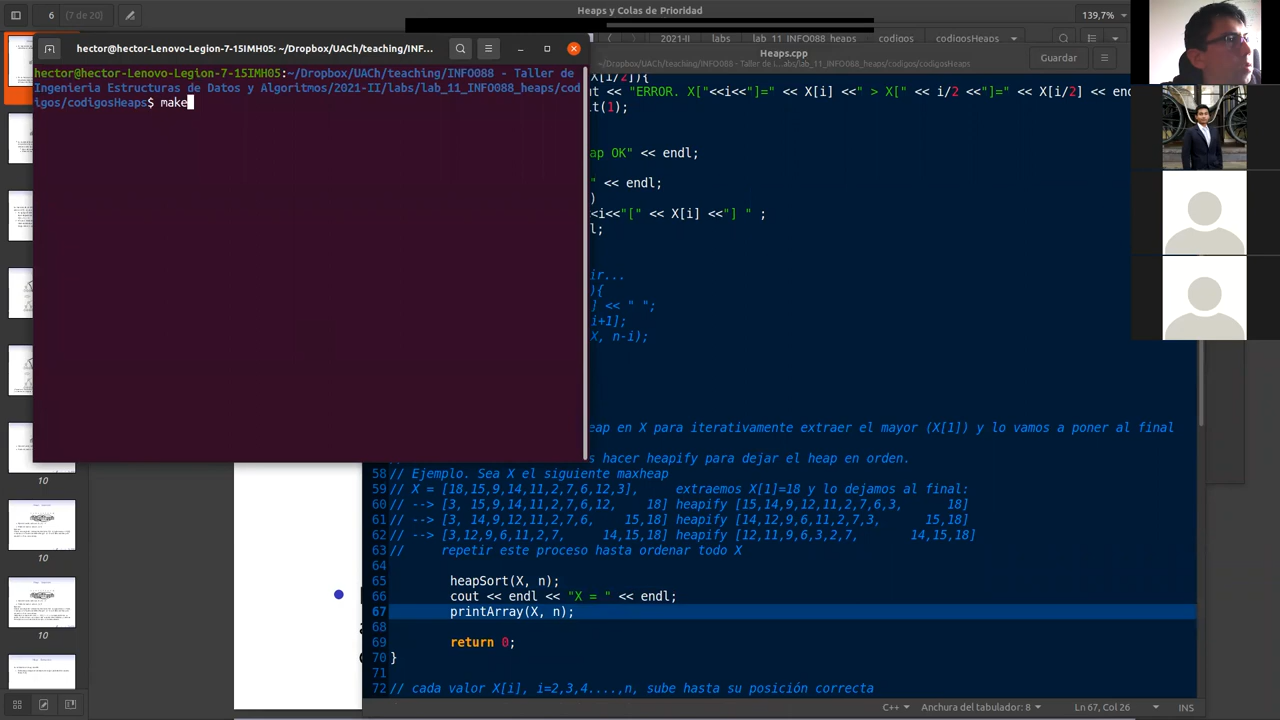 6 (7 de 20)
Heaps y Colas de Prioridad
139,7%
hector@hector-Lenovo-Legion-7-15IMH05: ~/Dropbox/UACh/teaching/INF...
hector@hector-Lenovo-Legion-7-15IMH05:~/Dropbox/UACh/teaching/INFO088 - Taller de
Ingenieria Estructuras de Datos y Algoritmos/2021-II/labs/lab_11_INFO088_heaps/cod
igos/codigosHeaps$ make
2021-II labs lab_11_INFO088_heaps codigos codigosHeaps
Heaps.cpp
Guardar
X[i/2]){
ut << "ERROR. X["<<i<<"]=" << X[i] <<" > X[" << i/2 <<"]=" << X[i/2] << en
it(1);
ap OK" << endl;
" << endl;
)
<i<<"[" << X[i] <<"] " ;
l;
ir...
){
] << " ";
i+1];
X, n-i);
eap en X para iterativamente extraer el mayor (X[1]) y lo vamos a poner al final
s hacer heapify para dejar el heap en orden.
58 // Ejemplo. Sea X el siguiente maxheap
59 // X = [18,15,9,14,11,2,7,6,12,3], extraemos X[1]=18 y lo dejamos al final:
60 // --> [3,15,9,14,11,2,7,6,12, 18] heapify [15,14,9,12,11,2,7,6,3, 18]
61 // --> [3,14,9,12,11,2,7,6, 15,18] heapify [14,12,9,6,11,2,7,3, 15,18]
62 // --> [3,12,9,6,11,2,7, 14,15,18] heapify [12,11,9,6,3,2,7, 14,15,18]
63 // repetir este proceso hasta ordenar todo X
64
65 heapSort(X, n);
66 cout << endl << "X = " << endl;
67 printArray(X, n);
68
69 return 0;
70 }
71
72 // cada valor X[i], i=2,3,4....,n, sube hasta su posición correcta
10
10
10
C++
Anchura del tabulador: 8
Ln 67, Col 26
INS